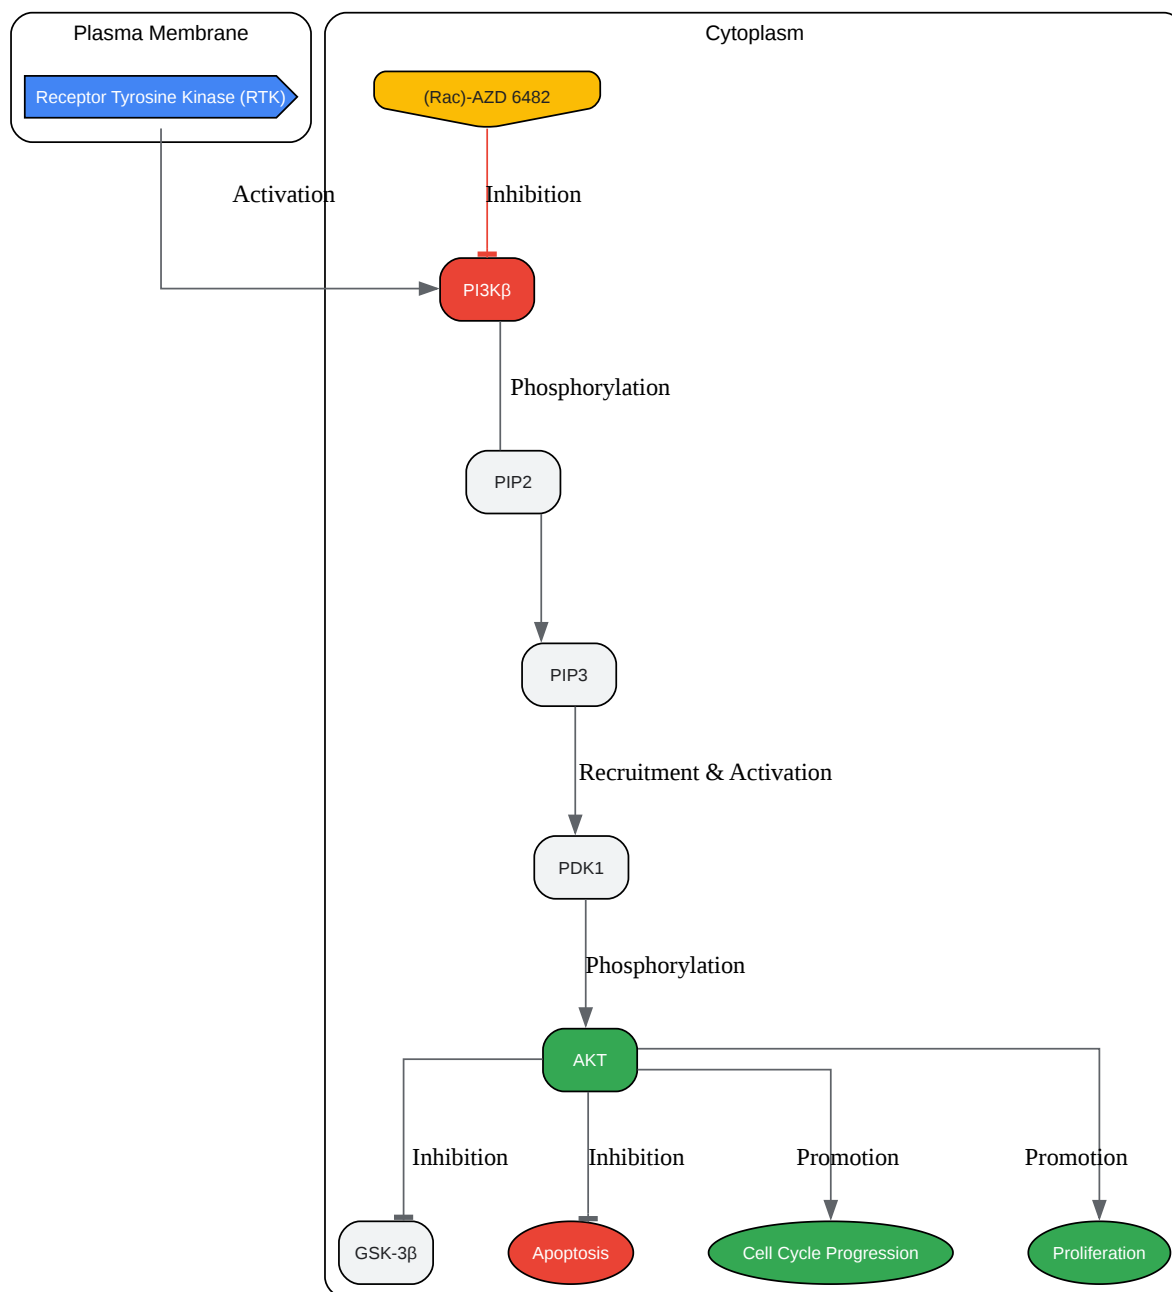 Plasma Membrane
Cytoplasm
Receptor Tyrosine Kinase (RTK)
(Rac)-AZD 6482
Activation
Inhibition
PI3Kβ
Phosphorylation
PIP2
PIP3
Recruitment & Activation
PDK1
Phosphorylation
AKT
Inhibition
Inhibition
Promotion
Promotion
GSK-3β
Apoptosis
Cell Cycle Progression
Proliferation